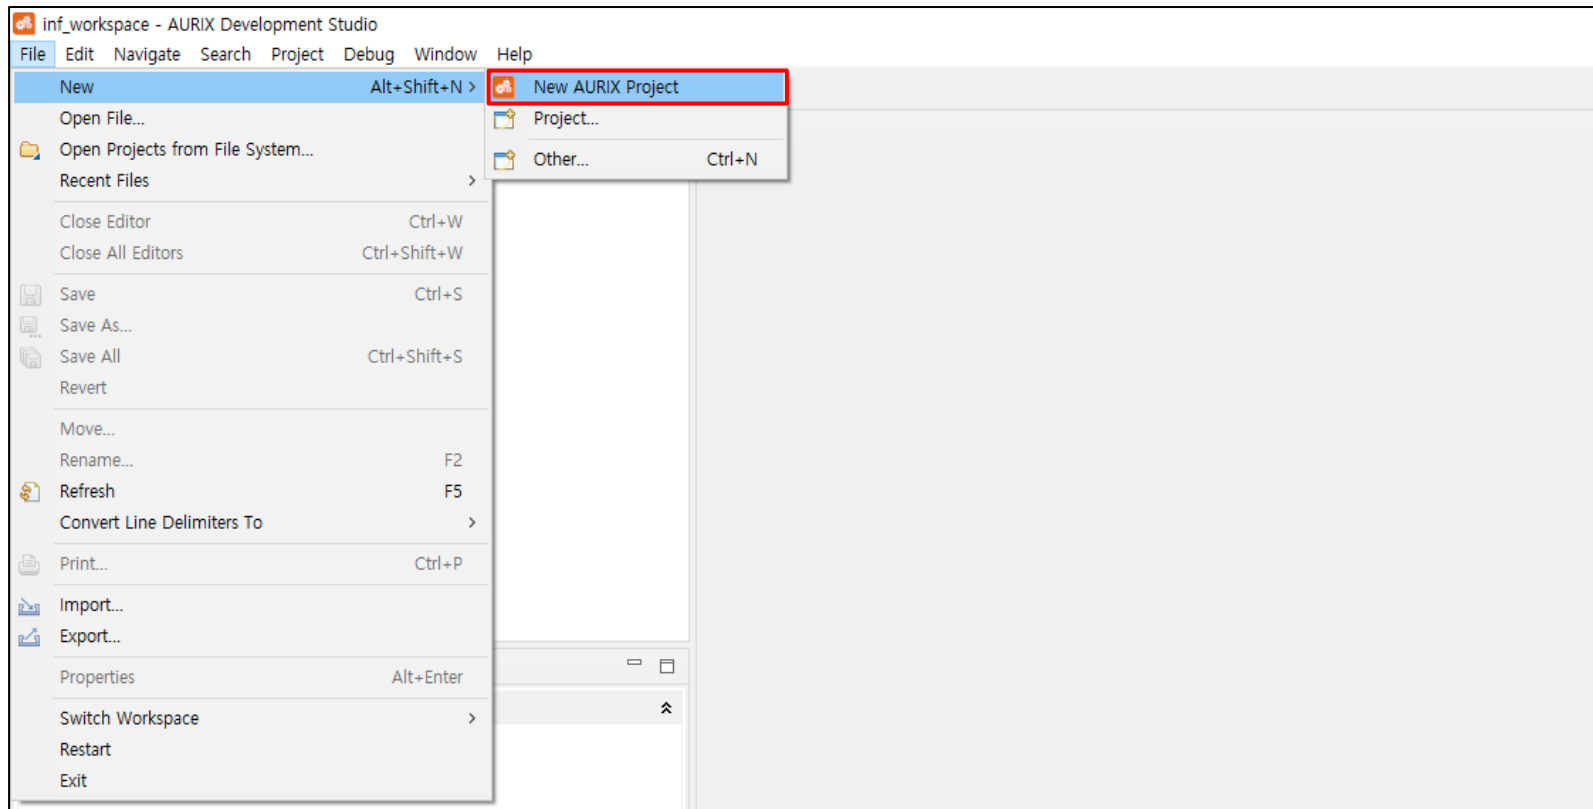 inf_workspace - AURIX Development Studio
File Edit Navigate Search Project Debug Window Help
New Alt+Shift+N >
New AURIX Project
Project...
Other... Ctrl+N
Open File...
Open Projects from File System...
Recent Files >
Close Editor Ctrl+W
Close All Editors Ctrl+Shift+W
Save Ctrl+S
Save As...
Save All Ctrl+Shift+S
Revert
Move...
Rename... F2
Refresh F5
Convert Line Delimiters To >
Print... Ctrl+P
Import...
Export...
Properties Alt+Enter
Switch Workspace >
Restart
Exit